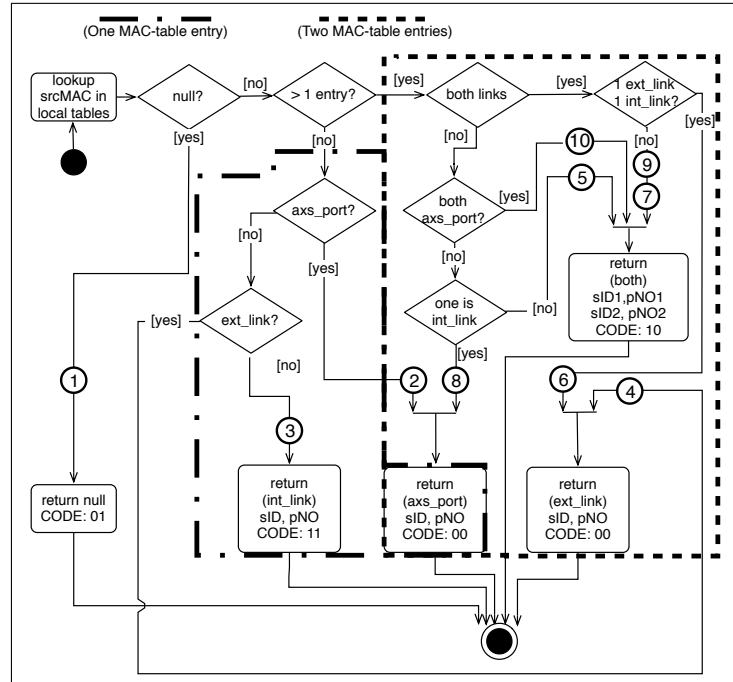 (One MAC-table entry)
(Two MAC-table entries)
lookup
srcMAC in
local tables
null?
[no]
> 1 entry?
[yes]
both links
[yes]
1 ext_link
1 int_link?
[yes]
[yes]
[no]
[no]
[no]
10
9
5
7
axs_port?
[yes]
both
axs_port?
[no]
[yes]
[no]
return
(both)
sID1,pNO1
sID2, pNO2
CODE: 10
one is
int_link
[no]
[yes]
ext_link?
[yes]
[no]
1
2
8
6
4
3
return null
CODE: 01
return
(int_link)
sID, pNO
CODE: 11
return
(axs_port)
sID, pNO
CODE: 00
return
(ext_link)
sID, pNO
CODE: 00